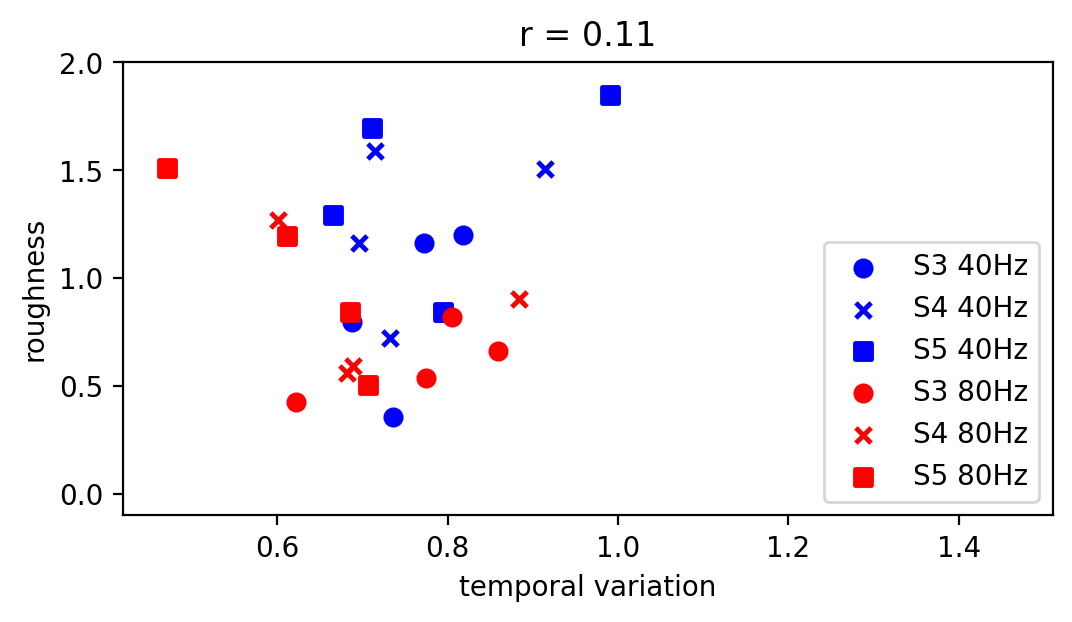 r = 0.11
2.0
1.5
1.0
0.5
0.0
roughness
S3 40Hz
S4 40Hz
S5 40Hz
S3 80Hz
S4 80Hz
S5 80Hz
0.6 0.8 1.0 1.2 1.4
temporal variation